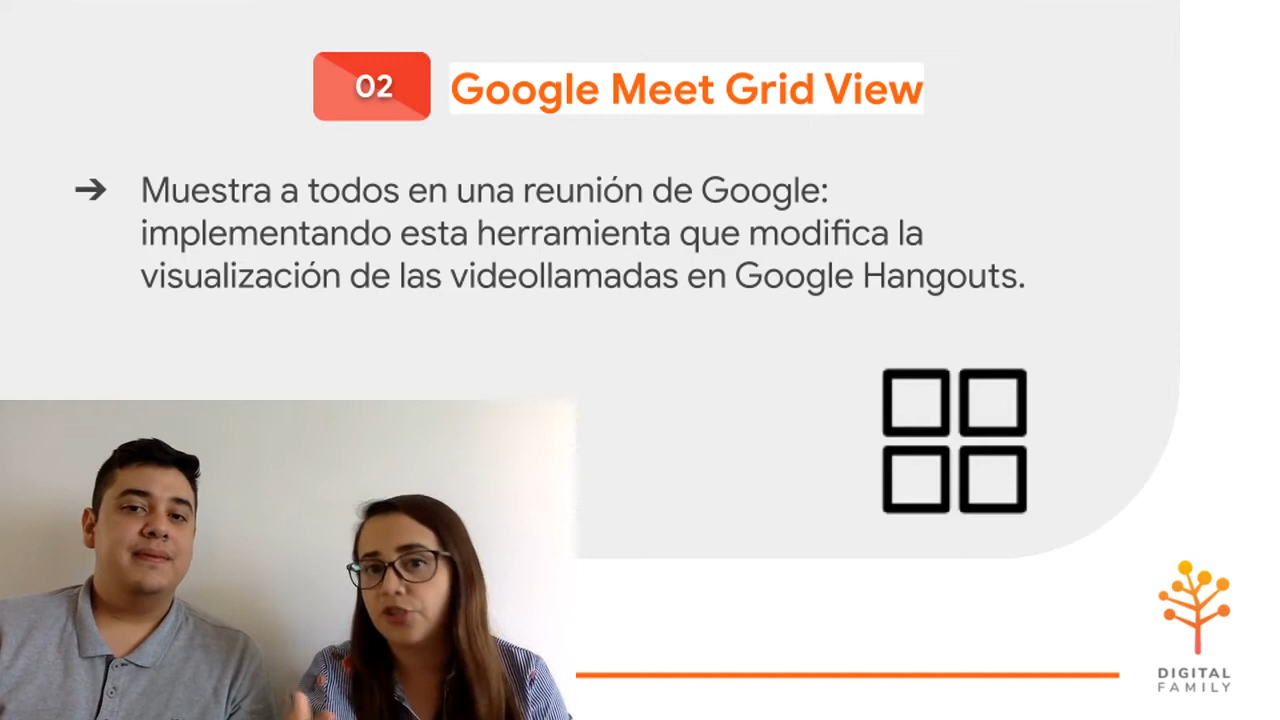 02
Google Meet Grid View
➔ Muestra a todos en una reunión de Google:
implementando esta herramienta que modifica la
visualización de las videollamadas en Google Hangouts.
DIGITAL
FAMILY